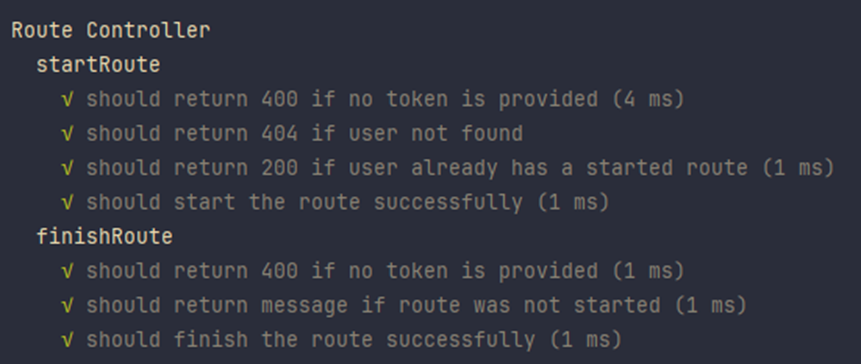 Route Controller
startRoute
√ should return 400 if no token is provided (4 ms)
√ should return 404 if user not found
√ should return 200 if user already has a started route (1 ms)
√ should start the route successfully (1 ms)
finishRoute
√ should return 400 if no token is provided (1 ms)
√ should return message if route was not started (1 ms)
√ should finish the route successfully (1 ms)